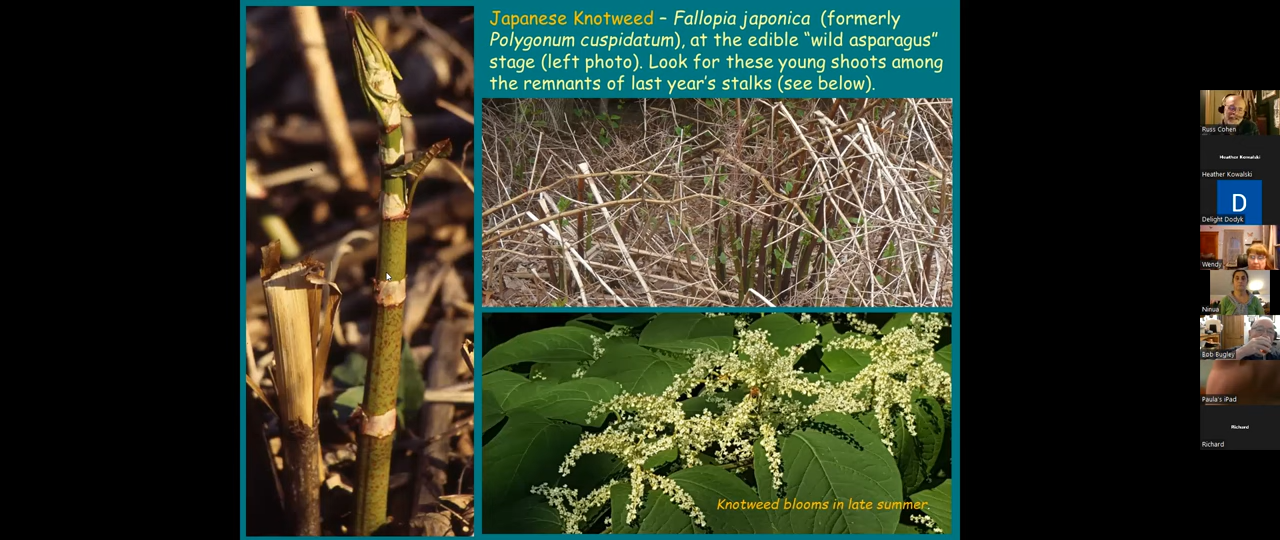 Japanese Knotweed – Fallopia japonica (formerly
Polygonum cuspidatum), at the edible “wild asparagus”
stage (left photo). Look for these young shoots among
the remnants of last year’s stalks (see below).
Knotweed blooms in late summer.
Russ Cohen
Heather Kowalski
Heather Kowalski
D
Delight Dodyk
Wendy
Ninua
Bob Bugley
Paula's iPad
Richard
Richard